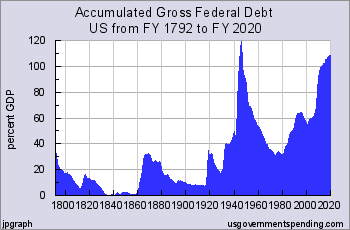 Accumulated Gross Federal Debt
US from FY 1792 to FY 2020
percent GDP
120
100
80
60
40
20
0
1800 1820 1840 1860 1880 1900 1920 1940 1960 1980 2000 2020
jpgraph
usgovernmentspending.com